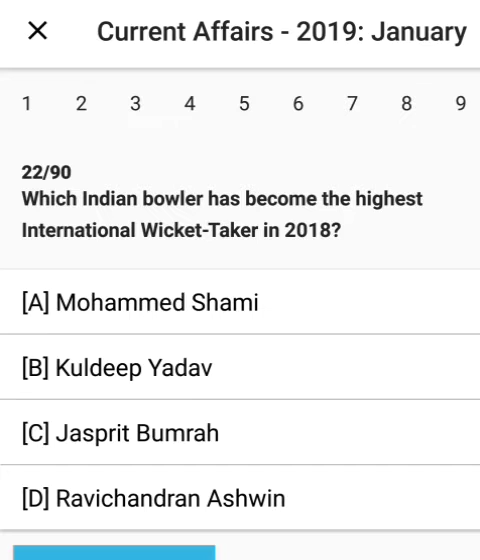 ✕ Current Affairs - 2019: January
1 2 3 4 5 6 7 8 9
22/90
Which Indian bowler has become the highest
International Wicket-Taker in 2018?
[A] Mohammed Shami
[B] Kuldeep Yadav
[C] Jasprit Bumrah
[D] Ravichandran Ashwin